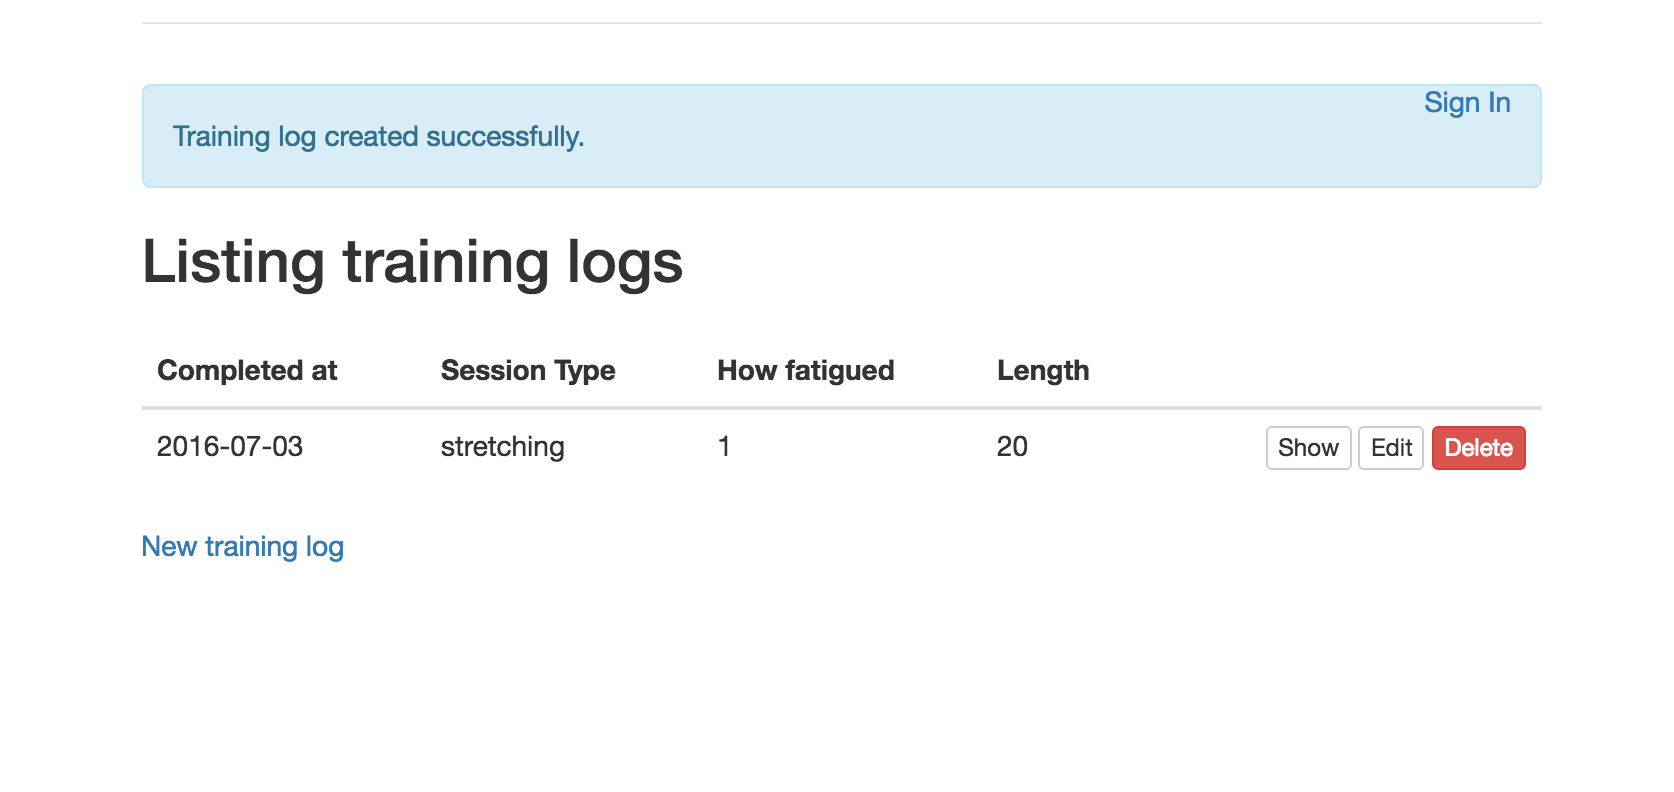 Sign In
Training log created successfully.
Listing training logs
Completed at Session Type How fatigued Length
2016-07-03 stretching 1 20 Show Edit Delete
New training log